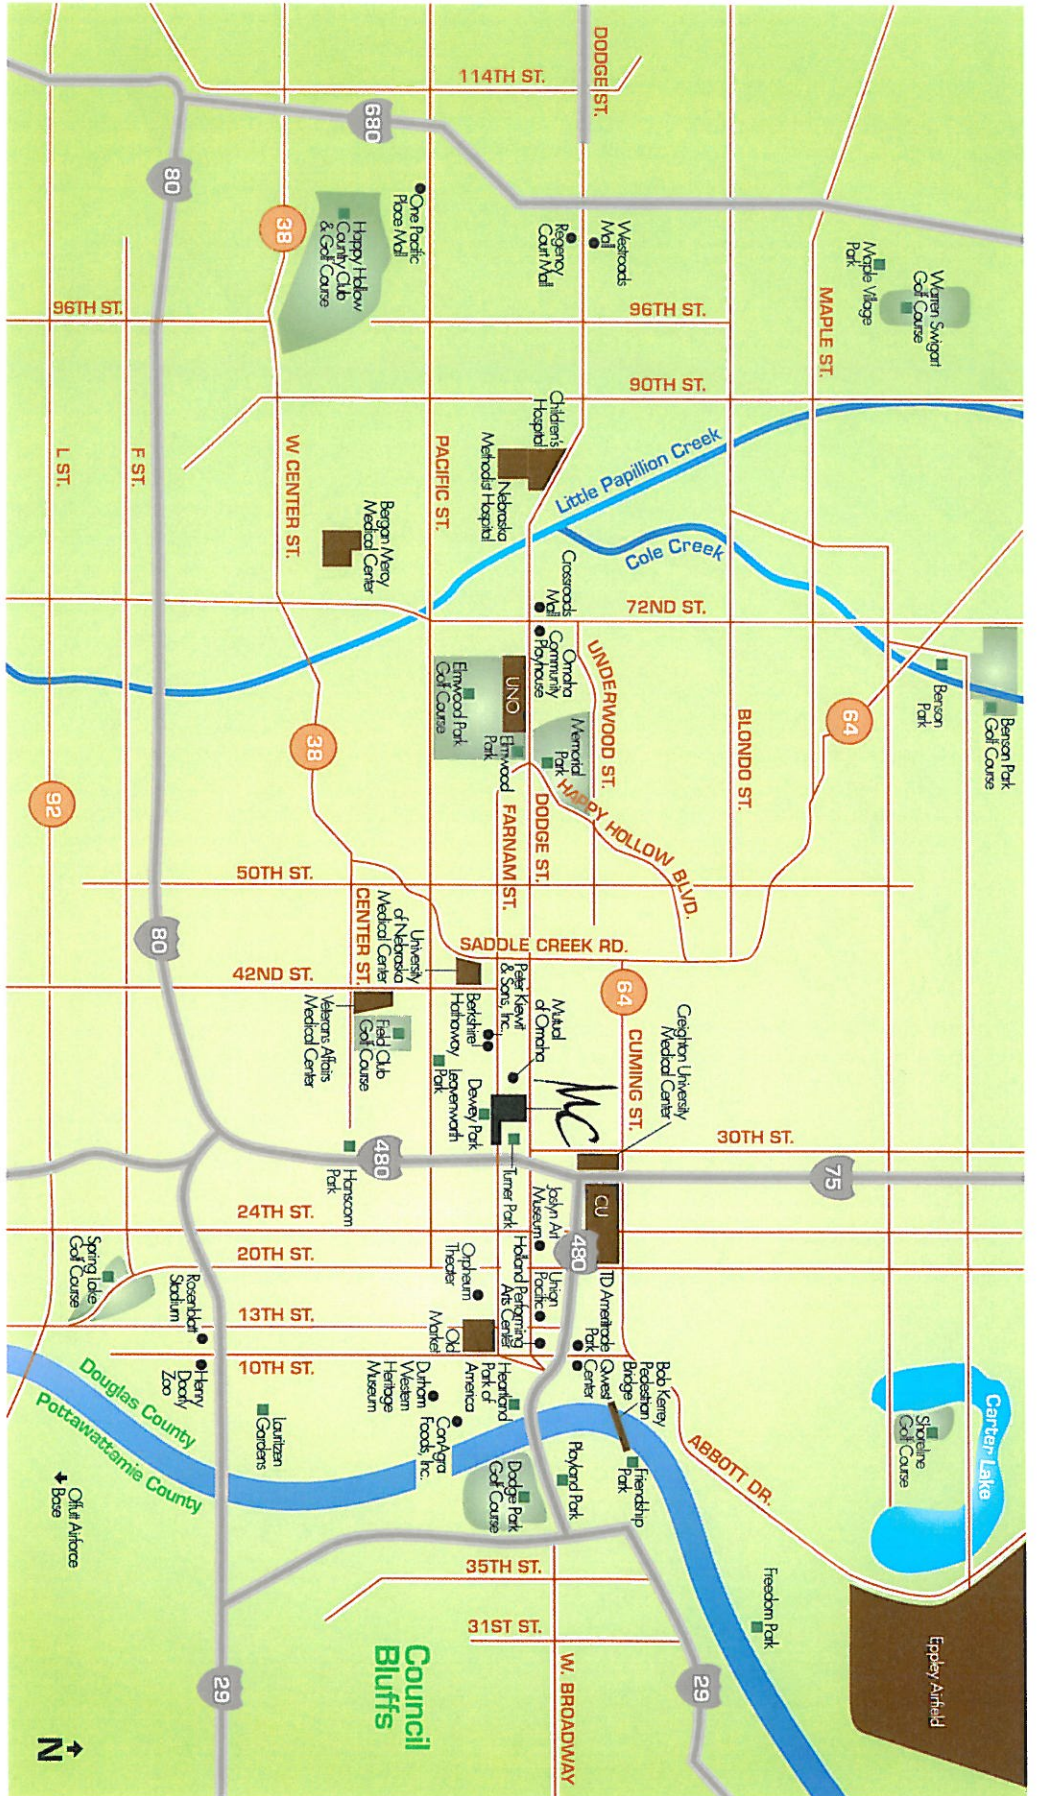 Warren Swigart
Golf Course
Maple Village
Park
MAPLE ST.
64
Benson
Park
Benson Park
Golf Course
Carter Lake
Shoreline
Golf Course
Eppley Airfield
ABBOTT DR.
Freedom Park
75
30TH ST.
BLONDO ST.
72ND ST.
90TH ST.
96TH ST.
Cole Creek
Little Papillion Creek
DODGE ST.
114TH ST.
680
Westroads
Mall
Regency
Court Mall
Children's
Hospital
Nebraska
Methodist Hospital
Crossroads
Mall
Omaha
Community
Playhouse
UNDERWOOD ST.
Memorial
Park
HAPPY HOLLOW BLVD.
DODGE ST.
FARNAM ST.
UNO
Elmwood
Park
Elmwood Park
Golf Course
SADDLE CREEK RD.
64
CUMING ST.
Creighton University
Medical Center
MC
Mutual
of Omaha
Peter Kiewit
& Sons, Inc.
Berkshire
Hathaway
Dewey Park
Leavenworth
Park
Turner Park
CU
480
Joslyn Art
Museum
Union
Pacific
Holland Performing
Arts Center
Orpheum
Theater
Old
Market
TD Ameritrade
Park
Qwest
Center
Bob Kerrey
Pedestrian
Bridge
Friendship
Park
Playland Park
Heartland
Park of
America
ConAgra
Foods, Inc.
Durham
Western
Heritage
Museum
Dodge Park
Golf Course
35TH ST.
31ST ST.
W. BROADWAY
29
Council
Bluffs
One Pacific
Place Mall
Happy Hollow
Country Club
& Golf Course
PACIFIC ST.
Bergan Mercy
Medical Center
38
W CENTER ST.
38
50TH ST.
CENTER ST.
University
of Nebraska
Medical Center
42ND ST.
Field Club
Golf Course
Veterans Affairs
Medical Center
480
Hanscom
Park
24TH ST.
20TH ST.
13TH ST.
10TH ST.
Rosenblatt
Stadium
Henry
Doorly
Zoo
Lauritzen
Gardens
29
80
80
F ST.
96TH ST.
L ST.
92
Spring Lake
Golf Course
Douglas County
Pottawattamie County
Offutt Airforce
Base
N